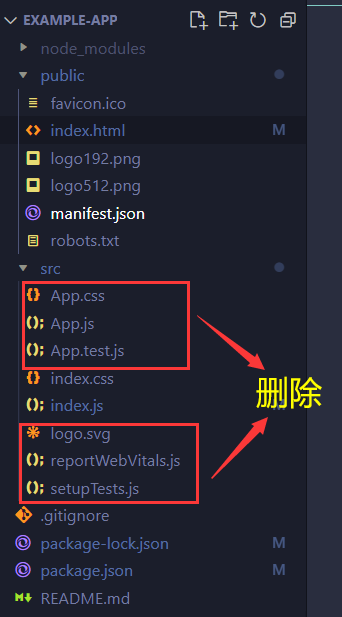 EXAMPLE-APP
node_modules
public
favicon.ico
index.html M
logo192.png
logo512.png
manifest.json
robots.txt
src
App.css
App.js
App.test.js
删除
index.css
index.js M
logo.svg
reportWebVitals.js
setupTests.js
.gitignore
package-lock.json M
package.json M
README.md